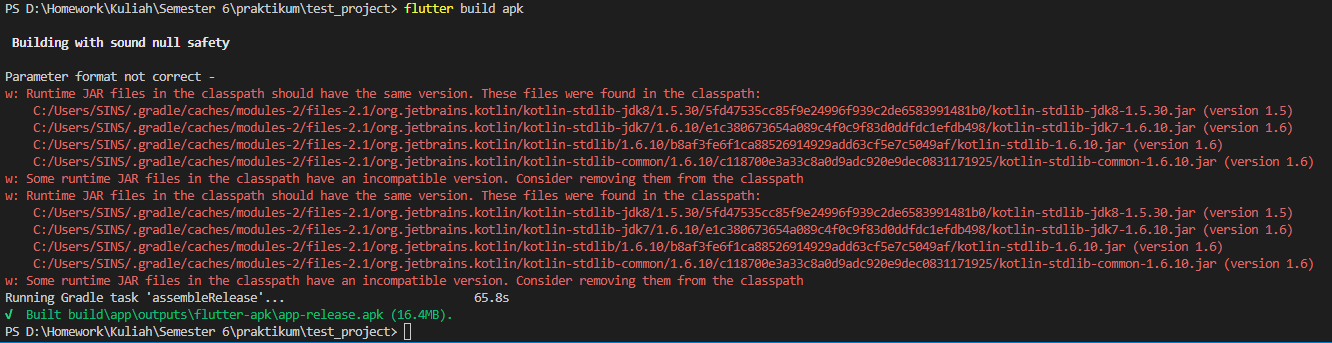 PS D:\Homework\Kuliah\Semester 6\praktikum\test_project> flutter build apk
Building with sound null safety
Parameter format not correct -
w: Runtime JAR files in the classpath should have the same version. These files were found in the classpath:
C:/Users/SINS/.gradle/caches/modules-2/files-2.1/org.jetbrains.kotlin/kotlin-stdlib-jdk8/1.5.30/5fd47535cc85f9e24996f939c2de6583991481b0/kotlin-stdlib-jdk8-1.5.30.jar (version 1.5)
C:/Users/SINS/.gradle/caches/modules-2/files-2.1/org.jetbrains.kotlin/kotlin-stdlib-jdk7/1.6.10/e1c380673654a089c4f0c9f83d0ddfdc1efdb498/kotlin-stdlib-jdk7-1.6.10.jar (version 1.6)
C:/Users/SINS/.gradle/caches/modules-2/files-2.1/org.jetbrains.kotlin/kotlin-stdlib/1.6.10/b8af3fe6f1ca88526914929add63cf5e7c5049af/kotlin-stdlib-1.6.10.jar (version 1.6)
C:/Users/SINS/.gradle/caches/modules-2/files-2.1/org.jetbrains.kotlin/kotlin-stdlib-common/1.6.10/c118700e3a33c8a0d9adc920e9dec0831171925/kotlin-stdlib-common-1.6.10.jar (version 1.6)
w: Some runtime JAR files in the classpath have an incompatible version. Consider removing them from the classpath
w: Runtime JAR files in the classpath should have the same version. These files were found in the classpath:
C:/Users/SINS/.gradle/caches/modules-2/files-2.1/org.jetbrains.kotlin/kotlin-stdlib-jdk8/1.5.30/5fd47535cc85f9e24996f939c2de6583991481b0/kotlin-stdlib-jdk8-1.5.30.jar (version 1.5)
C:/Users/SINS/.gradle/caches/modules-2/files-2.1/org.jetbrains.kotlin/kotlin-stdlib-jdk7/1.6.10/e1c380673654a089c4f0c9f83d0ddfdc1efdb498/kotlin-stdlib-jdk7-1.6.10.jar (version 1.6)
C:/Users/SINS/.gradle/caches/modules-2/files-2.1/org.jetbrains.kotlin/kotlin-stdlib/1.6.10/b8af3fe6f1ca88526914929add63cf5e7c5049af/kotlin-stdlib-1.6.10.jar (version 1.6)
C:/Users/SINS/.gradle/caches/modules-2/files-2.1/org.jetbrains.kotlin/kotlin-stdlib-common/1.6.10/c118700e3a33c8a0d9adc920e9dec0831171925/kotlin-stdlib-common-1.6.10.jar (version 1.6)
w: Some runtime JAR files in the classpath have an incompatible version. Consider removing them from the classpath
Running Gradle task 'assembleRelease'... 65.8s
√ Built build\app\outputs\flutter-apk\app-release.apk (16.4MB).
PS D:\Homework\Kuliah\Semester 6\praktikum\test_project>